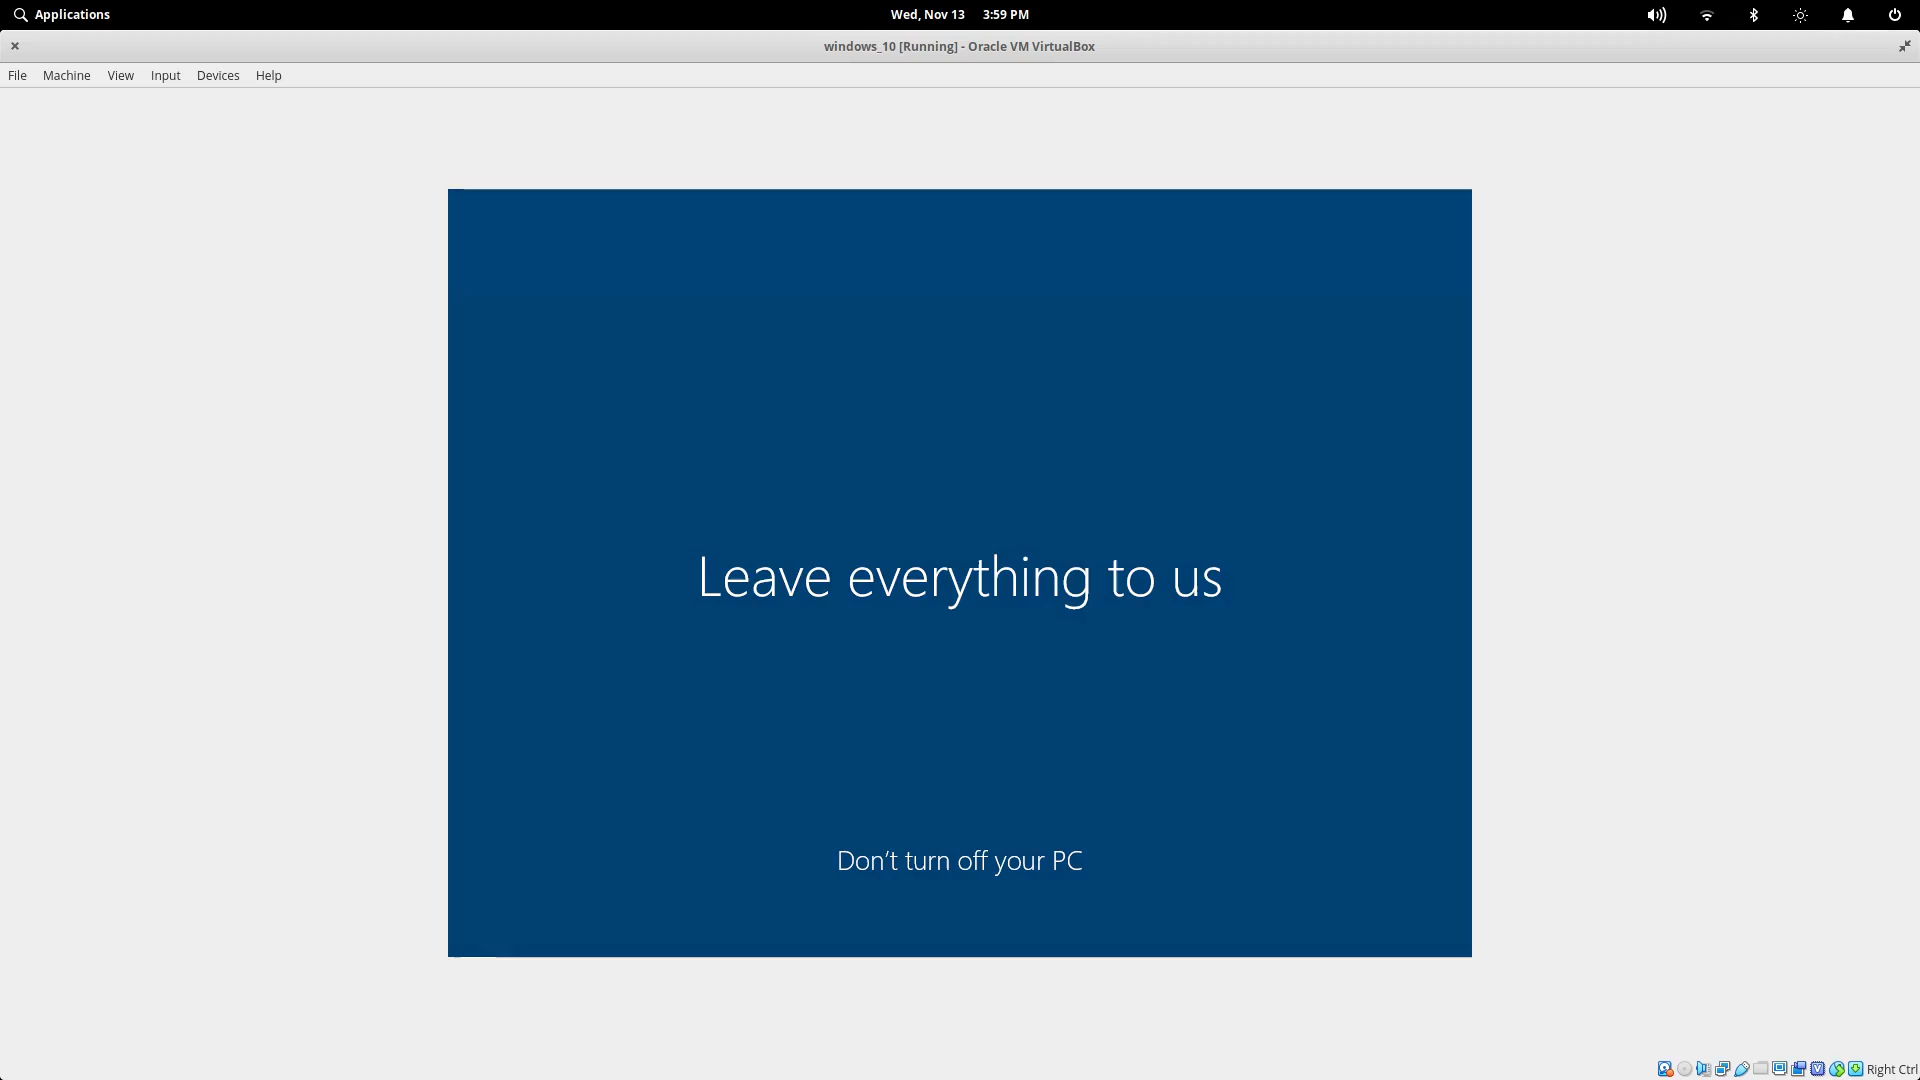 Applications
Wed, Nov 13 3:59 PM
windows_10 [Running] - Oracle VM VirtualBox
File Machine View Input Devices Help
Leave everything to us
Don’t turn off your PC
Right Ctrl